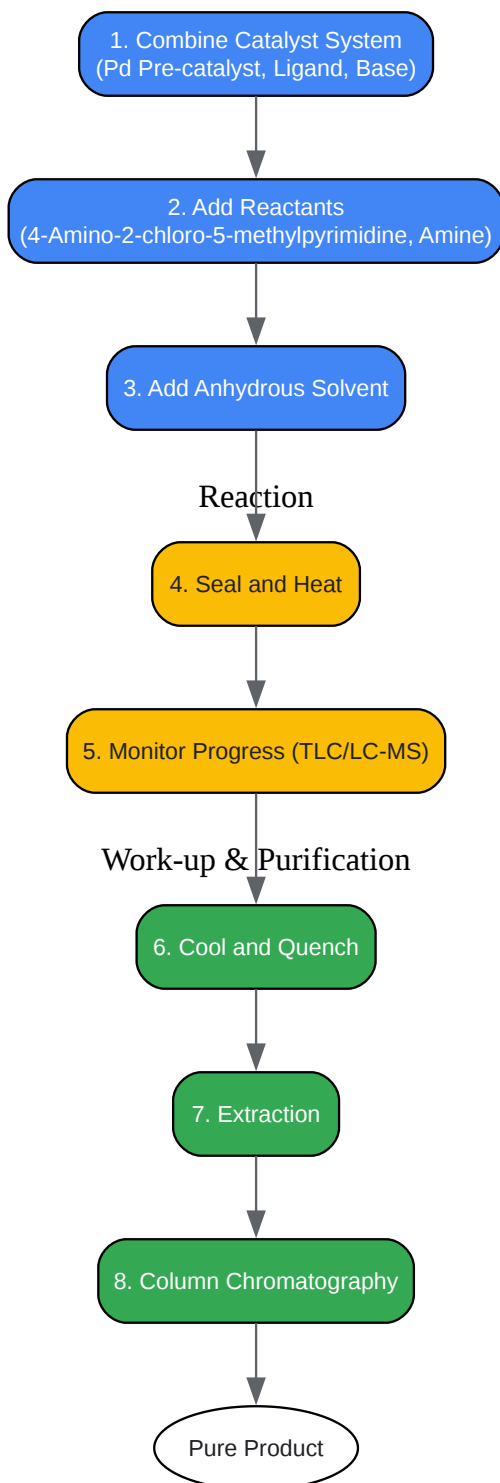 1. Combine Catalyst System
(Pd Pre-catalyst, Ligand, Base)
2. Add Reactants
(4-Amino-2-chloro-5-methylpyrimidine, Amine)
3. Add Anhydrous Solvent
Reaction
4. Seal and Heat
5. Monitor Progress (TLC/LC-MS)
Work-up & Purification
6. Cool and Quench
7. Extraction
8. Column Chromatography
Pure Product